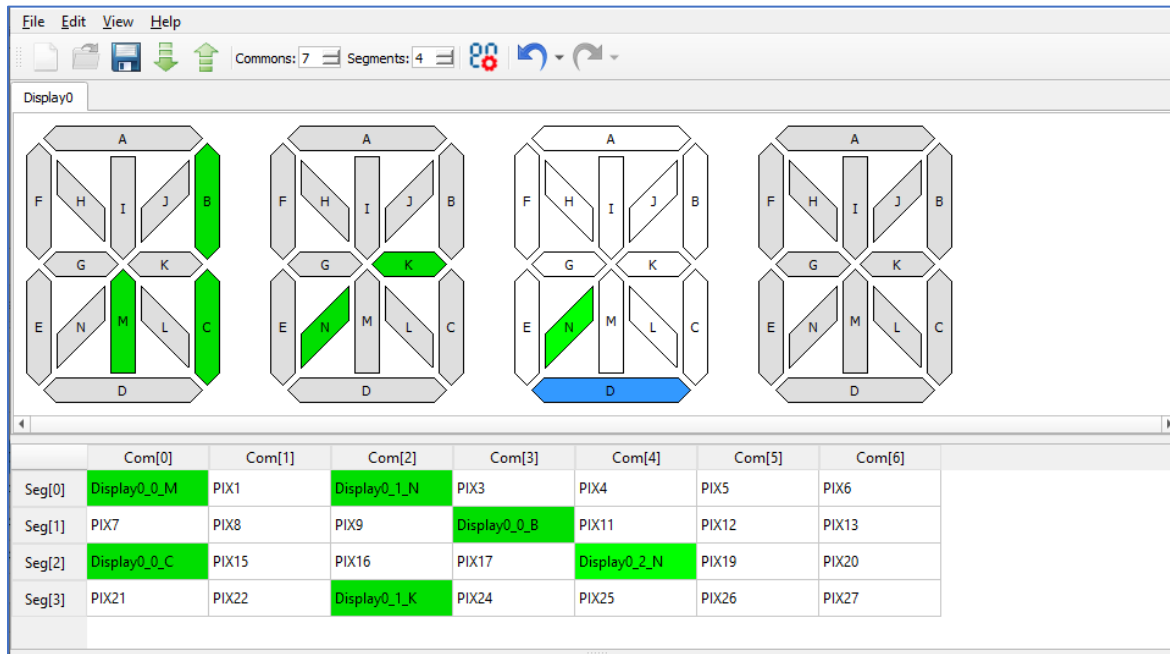 File Edit View Help
Commons: 7 Segments: 4
Display0
A A A A
F H I J B F H I J B F H I J B F H I J B
G K G K G K G K
E N M L C E N M L C E N M L C E N M L C
D D D D
Com[0] Com[1] Com[2] Com[3] Com[4] Com[5] Com[6]
Seg[0] Display0_0_M PIX1 Display0_1_N PIX3 PIX4 PIX5 PIX6
Seg[1] PIX7 PIX8 PIX9 Display0_0_B PIX11 PIX12 PIX13
Seg[2] Display0_0_C PIX15 PIX16 PIX17 Display0_2_N PIX19 PIX20
Seg[3] PIX21 PIX22 Display0_1_K PIX24 PIX25 PIX26 PIX27